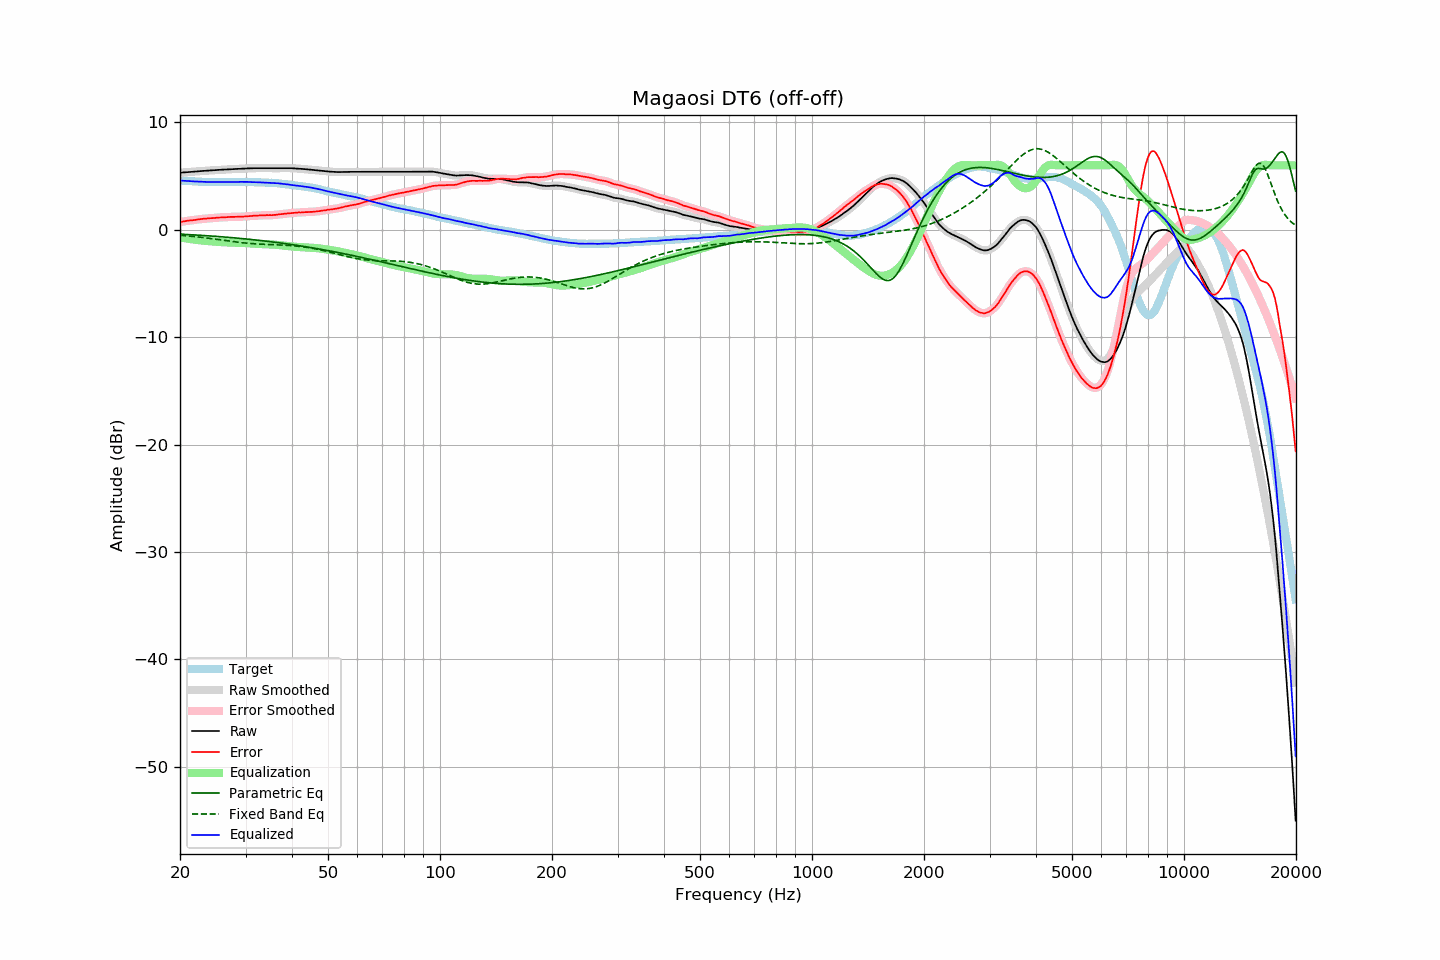 Magaosi DT6 (off-off)
10
0
−10
−20
−30
−40
−50
Amplitude (dBr)
Target
Raw Smoothed
Error Smoothed
Raw
Error
Equalization
Parametric Eq
Fixed Band Eq
Equalized
20
50
100
200
500
1000
2000
5000
10000
20000
Frequency (Hz)